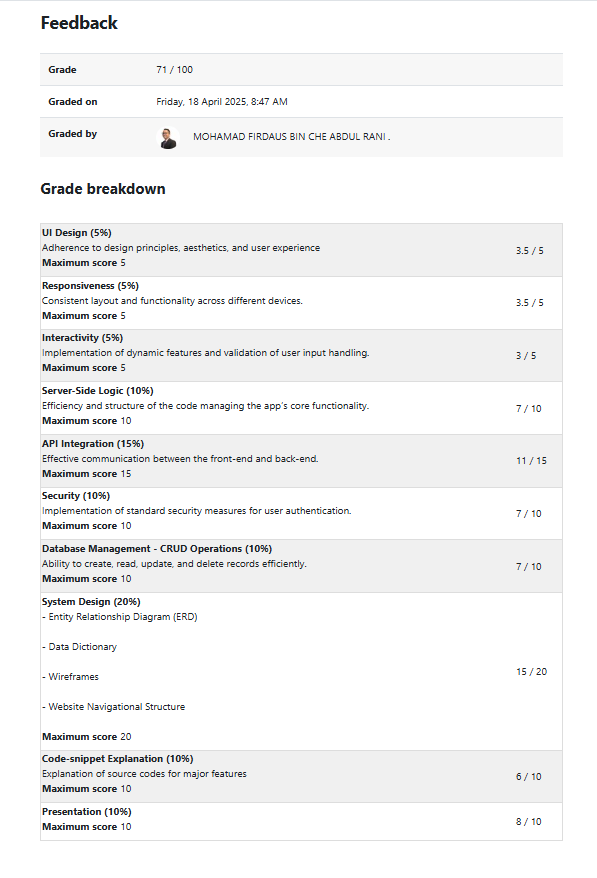 Feedback
Grade 71 / 100
Graded on Friday, 18 April 2025, 8:47 AM
Graded by MOHAMAD FIRDAUS BIN CHE ABDUL RANI .
Grade breakdown
UI Design (5%)
Adherence to design principles, aesthetics, and user experience
Maximum score 5
3.5 / 5
Responsiveness (5%)
Consistent layout and functionality across different devices.
Maximum score 5
3.5 / 5
Interactivity (5%)
Implementation of dynamic features and validation of user input handling.
Maximum score 5
3 / 5
Server-Side Logic (10%)
Efficiency and structure of the code managing the app's core functionality.
Maximum score 10
7 / 10
API Integration (15%)
Effective communication between the front-end and back-end.
Maximum score 15
11 / 15
Security (10%)
Implementation of standard security measures for user authentication.
Maximum score 10
7 / 10
Database Management - CRUD Operations (10%)
Ability to create, read, update, and delete records efficiently.
Maximum score 10
7 / 10
System Design (20%)
- Entity Relationship Diagram (ERD)
- Data Dictionary
- Wireframes
- Website Navigational Structure
Maximum score 20
15 / 20
Code-snippet Explanation (10%)
Explanation of source codes for major features
Maximum score 10
6 / 10
Presentation (10%)
Maximum score 10
8 / 10